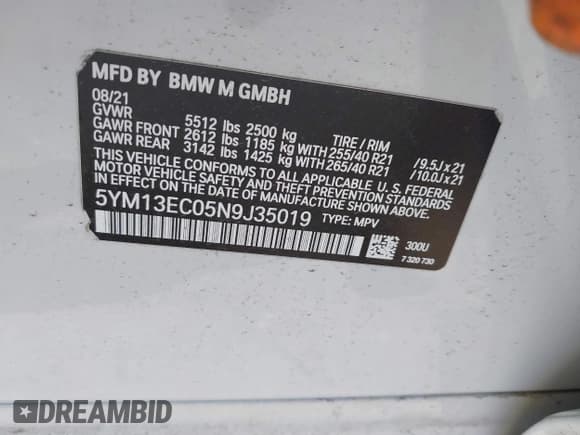 MFD BY BMW M GMBH
08/21
GVWR 5512 lbs 2500 kg TIRE / RIM
GAWR FRONT 2612 lbs 1185 kg WITH 255/40 R21 /9.5J x 21
GAWR REAR 3142 lbs 1425 kg WITH 265/40 R21 /10.0J x 21
THIS VEHICLE CONFORMS TO ALL APPLICABLE U.S. FEDERAL
MOTOR VEHICLE SAFETY AND THEFT PREVENTION STANDARDS
IN EFFECT ON THE DATE OF MANUFACTURE SHOWN ABOVE.
5YM13EC05N9J35019 TYPE: MPV
300U
7 320 730
DREAMBID